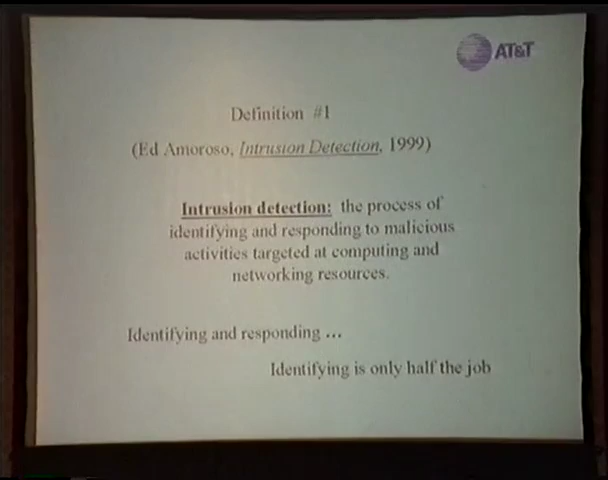 AT&T
Definition #1
(Ed Amoroso, Intrusion Detection, 1999)
Intrusion detection: the process of
identifying and responding to malicious
activities targeted at computing and
networking resources.
Identifying and responding ...
Identifying is only half the job